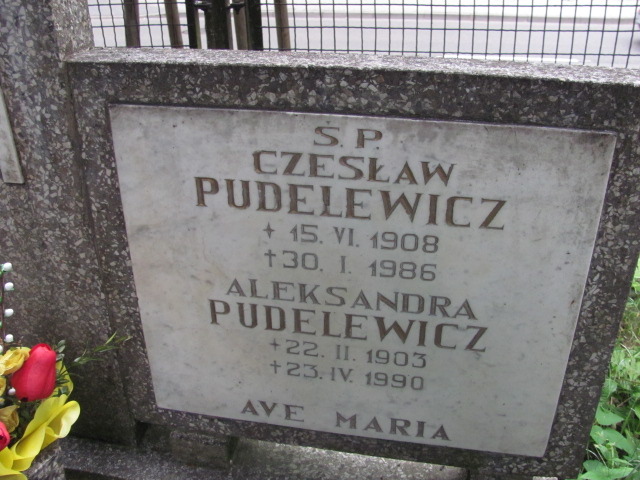 S. P.
CZESŁAW
PUDELEWICZ
* 15. VI. 1908
† 30. I. 1986
ALEKSANDRA
PUDELEWICZ
* 22. II. 1903
† 23. IV. 1990
AVE MARIA